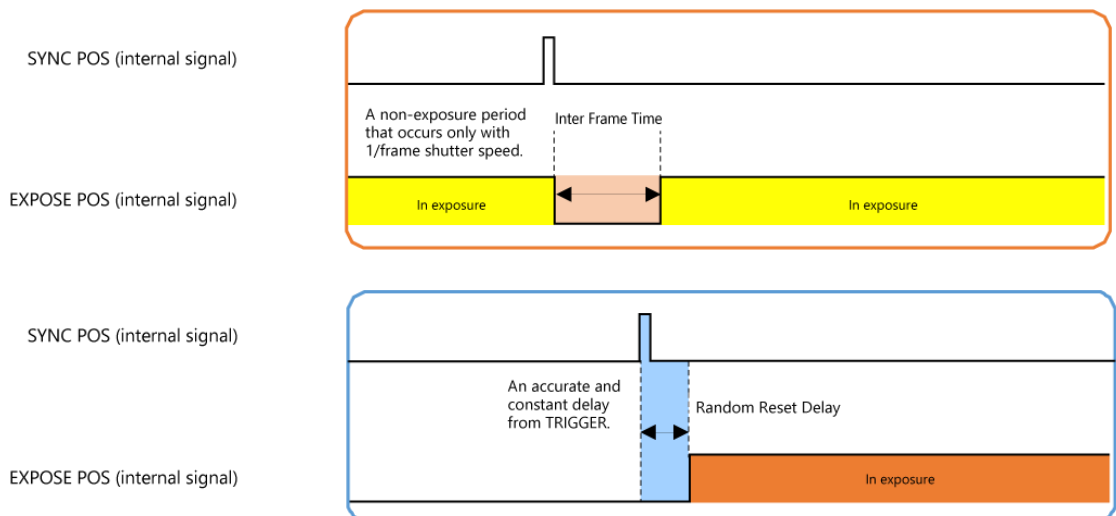 SYNC POS (internal signal)
A non-exposure period
that occurs only with
1/frame shutter speed.
Inter Frame Time
EXPOSE POS (internal signal)
In exposure
In exposure
SYNC POS (internal signal)
An accurate and
constant delay
from TRIGGER.
Random Reset Delay
EXPOSE POS (internal signal)
In exposure